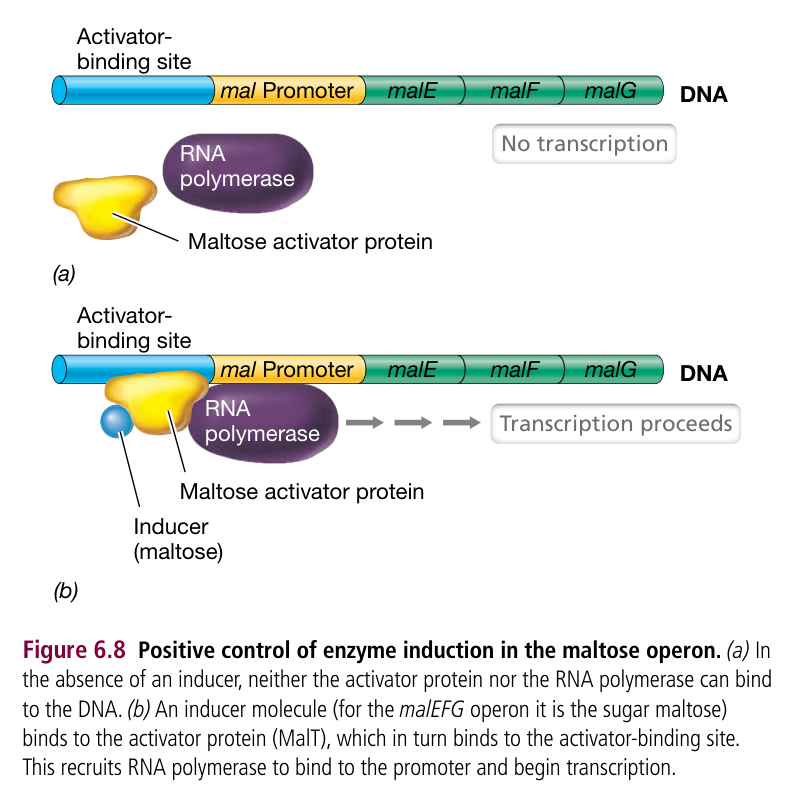 Activator-
binding site
mal Promoter malE malF malG DNA
No transcription
RNA
polymerase
Maltose activator protein
(a)
Activator-
binding site
mal Promoter malE malF malG DNA
RNA
polymerase
Transcription proceeds
Maltose activator protein
Inducer
(maltose)
(b)
Figure 6.8 Positive control of enzyme induction in the maltose operon. (a) In
the absence of an inducer, neither the activator protein nor the RNA polymerase can bind
to the DNA. (b) An inducer molecule (for the malEFG operon it is the sugar maltose)
binds to the activator protein (MalT), which in turn binds to the activator-binding site.
This recruits RNA polymerase to bind to the promoter and begin transcription.